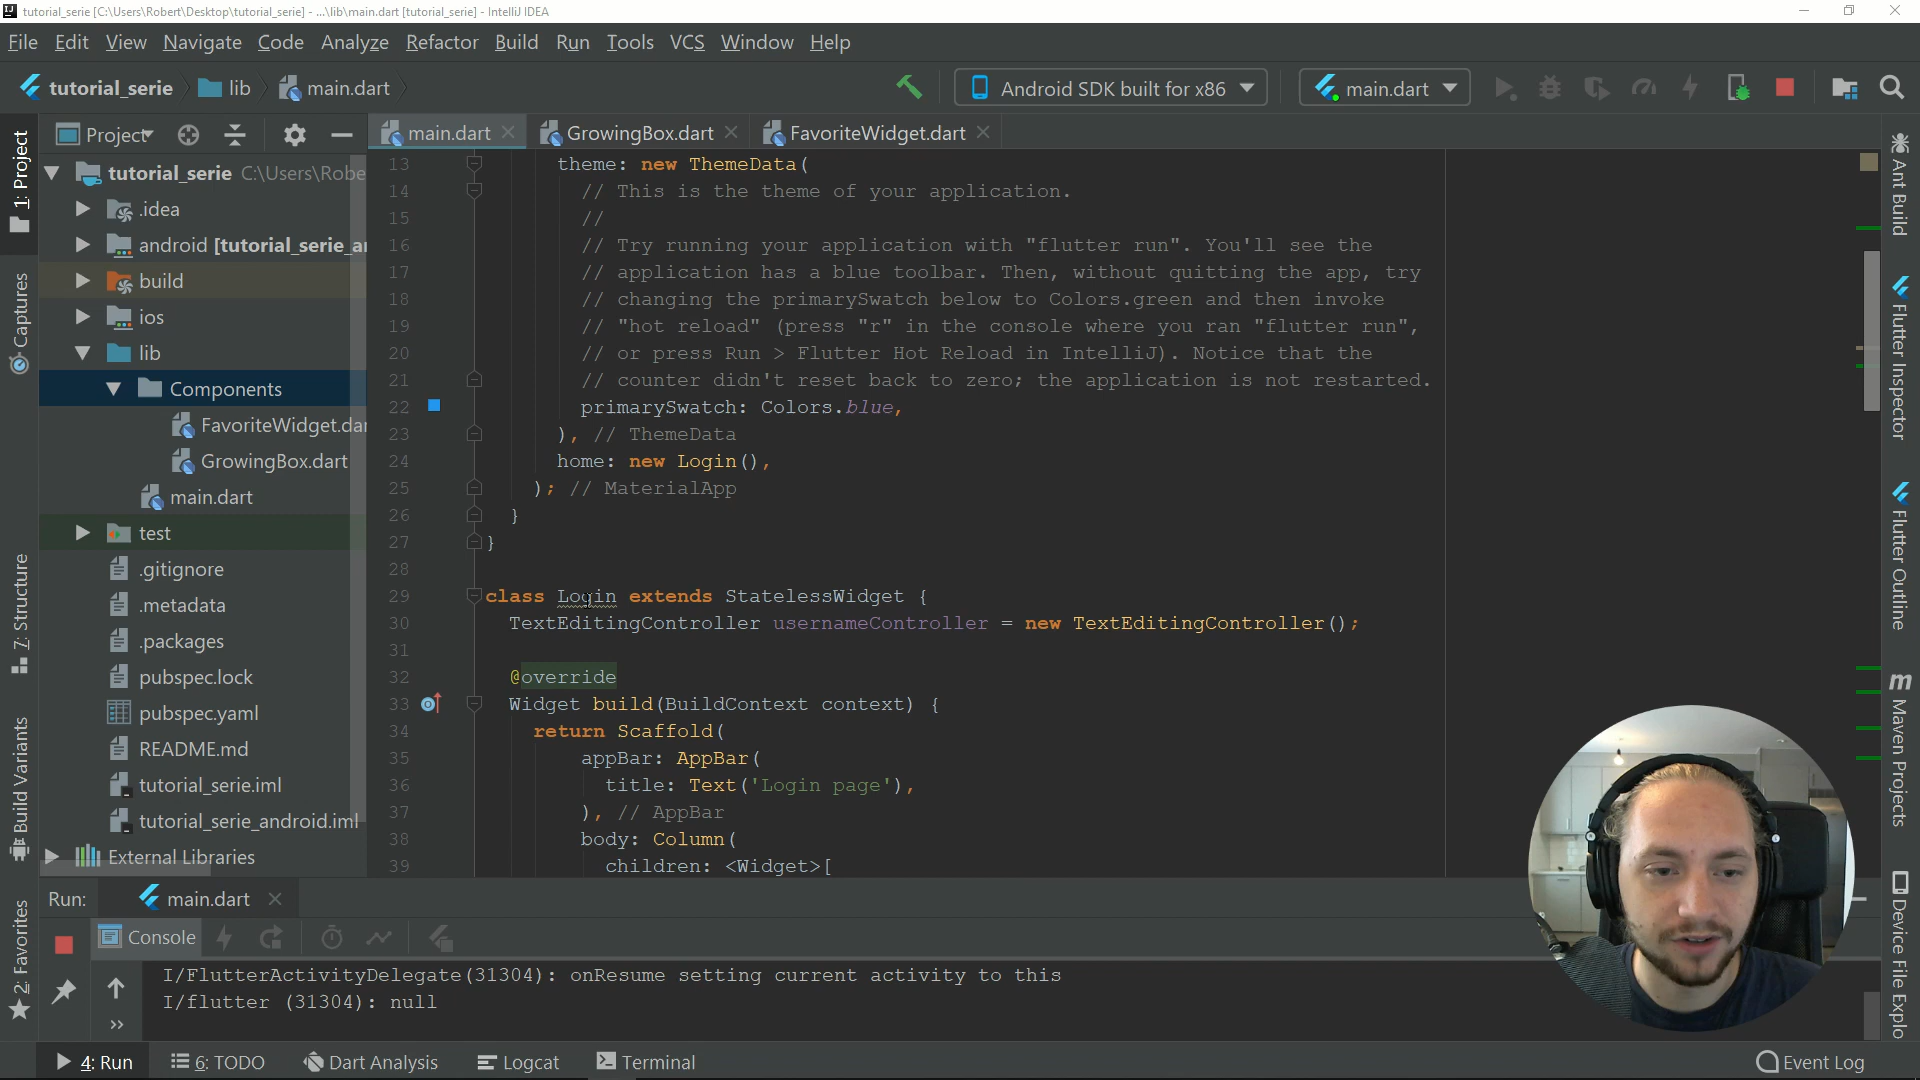 tutorial_serie [C:\Users\Robert\Desktop\tutorial_serie] - ...\lib\main.dart [tutorial_serie] - IntelliJ IDEA
File Edit View Navigate Code Analyze Refactor Build Run Tools VCS Window Help
tutorial_serie lib main.dart Android SDK built for x86 main.dart
Project main.dart GrowingBox.dart FavoriteWidget.dart
1: Project
Captures
7: Structure
Build Variants
2: Favorites
tutorial_serie C:\Users\Robe
.idea
android [tutorial_serie_a
build
ios
lib
Components
FavoriteWidget.dar
GrowingBox.dart
main.dart
test
.gitignore
.metadata
.packages
pubspec.lock
pubspec.yaml
README.md
tutorial_serie.iml
tutorial_serie_android.iml
External Libraries
13 theme: new ThemeData(
14 // This is the theme of your application.
15 //
16 // Try running your application with "flutter run". You'll see the
17 // application has a blue toolbar. Then, without quitting the app, try
18 // changing the primarySwatch below to Colors.green and then invoke
19 // "hot reload" (press "r" in the console where you ran "flutter run",
20 // or press Run > Flutter Hot Reload in IntelliJ). Notice that the
21 // counter didn't reset back to zero; the application is not restarted.
22 primarySwatch: Colors.blue,
23 ), // ThemeData
24 home: new Login(),
25 ); // MaterialApp
26 }
27 }
28
29 class Login extends StatelessWidget {
30 TextEditingController usernameController = new TextEditingController();
31
32 @override
33 Widget build(BuildContext context) {
34 return Scaffold(
35 appBar: AppBar(
36 title: Text('Login page'),
37 ), // AppBar
38 body: Column(
39 children: <Widget>[
Ant Build
Flutter Inspector
Flutter Outline
Maven Projects
Device File Explo
Run: main.dart
Console
I/FlutterActivityDelegate(31304): onResume setting current activity to this
I/flutter (31304): null
4: Run 6: TODO Dart Analysis Logcat Terminal Event Log